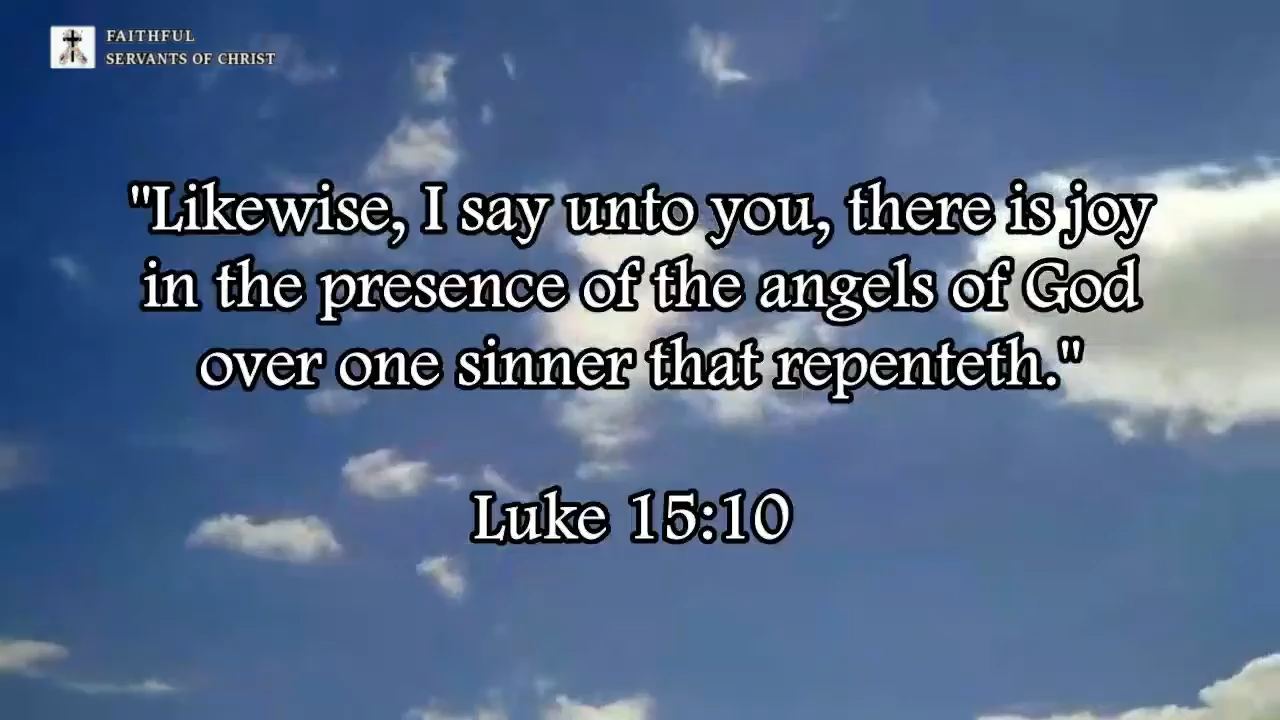 FAITHFUL
SERVANTS OF CHRIST
"Likewise, I say unto you, there is joy
in the presence of the angels of God
over one sinner that repenteth."
Luke 15:10